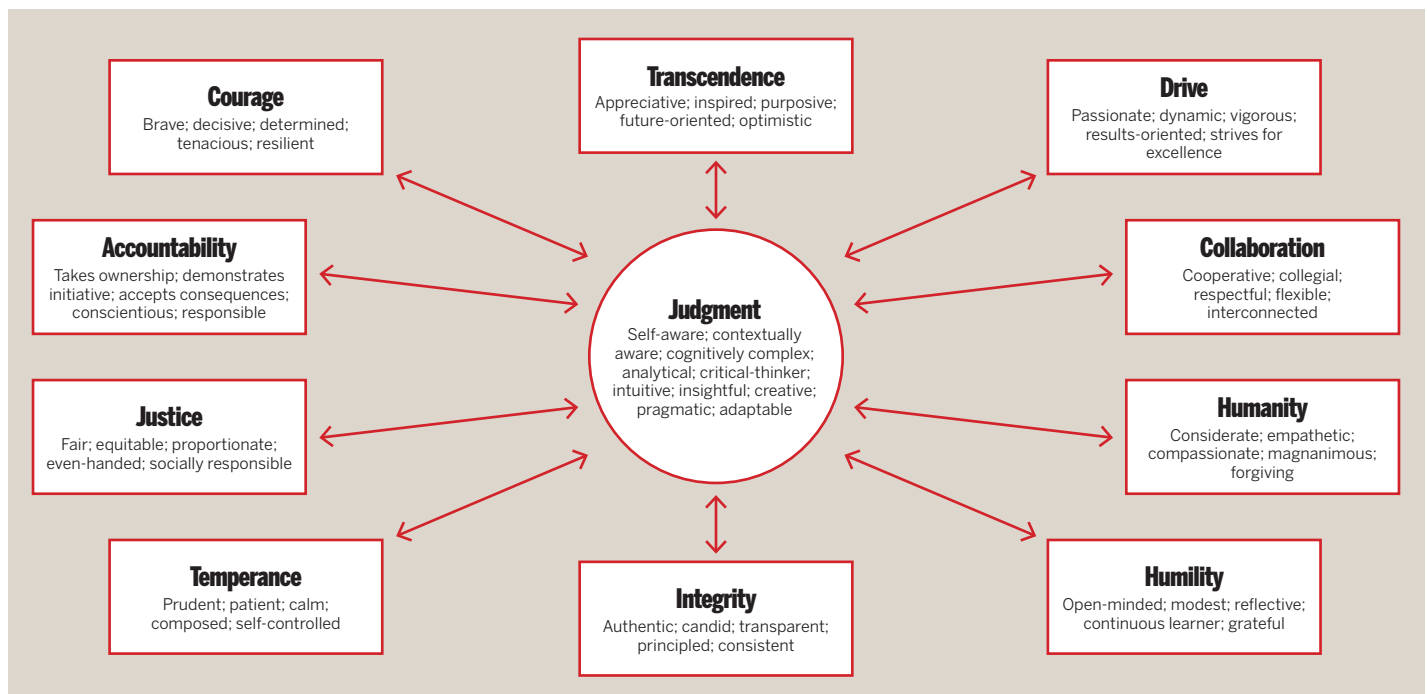 Transcendence
Appreciative; inspired; purposive;
future-oriented; optimistic
Courage
Brave; decisive; determined;
tenacious; resilient
Drive
Passionate; dynamic; vigorous;
results-oriented; strives for
excellence
Accountability
Takes ownership; demonstrates
initiative; accepts consequences;
conscientious; responsible
Collaboration
Cooperative; collegial;
respectful; flexible;
interconnected
Judgment
Self-aware; contextually
aware; cognitively complex;
analytical; critical-thinker;
intuitive; insightful; creative;
pragmatic; adaptable
Justice
Fair; equitable; proportionate;
even-handed; socially responsible
Humanity
Considerate; empathetic;
compassionate; magnanimous;
forgiving
Temperance
Prudent; patient; calm;
composed; self-controlled
Integrity
Authentic; candid; transparent;
principled; consistent
Humility
Open-minded; modest; reflective;
continuous learner; grateful